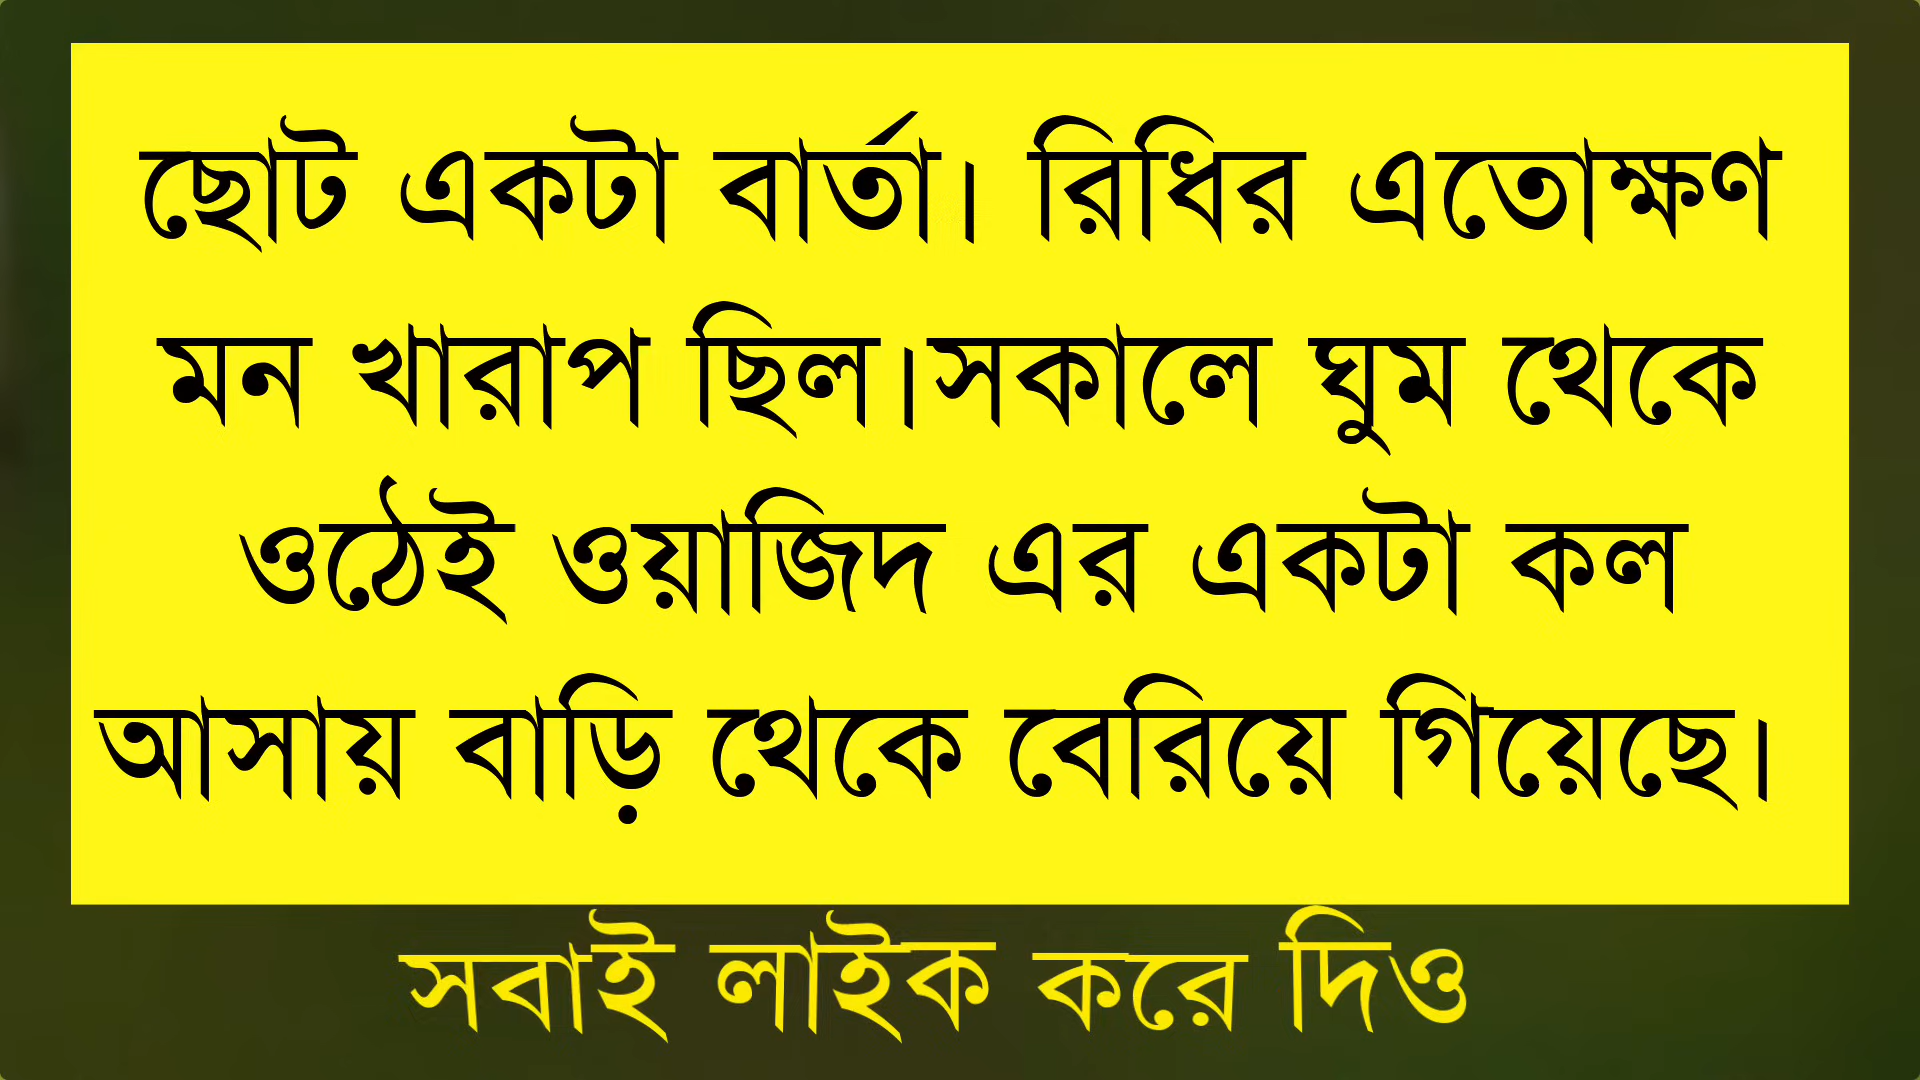 ছোট একটা বার্তা। রিধির এতোক্ষণ
মন খারাপ ছিল।সকালে ঘুম থেকে
ওঠেই ওয়াজিদ এর একটা কল
আসায় বাড়ি থেকে বেরিয়ে গিয়েছে।
সবাই লাইক করে দিও